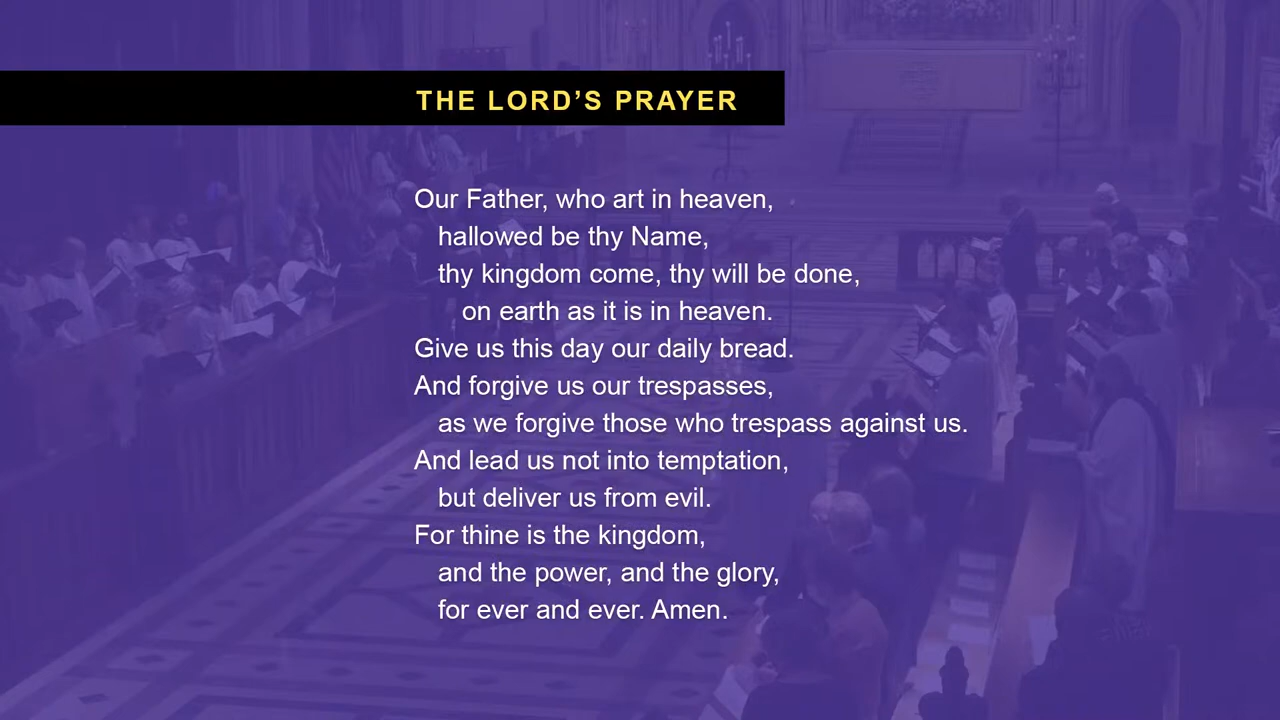 THE LORD’S PRAYER
Our Father, who art in heaven,
hallowed be thy Name,
thy kingdom come, thy will be done,
on earth as it is in heaven.
Give us this day our daily bread.
And forgive us our trespasses,
as we forgive those who trespass against us.
And lead us not into temptation,
but deliver us from evil.
For thine is the kingdom,
and the power, and the glory,
for ever and ever. Amen.